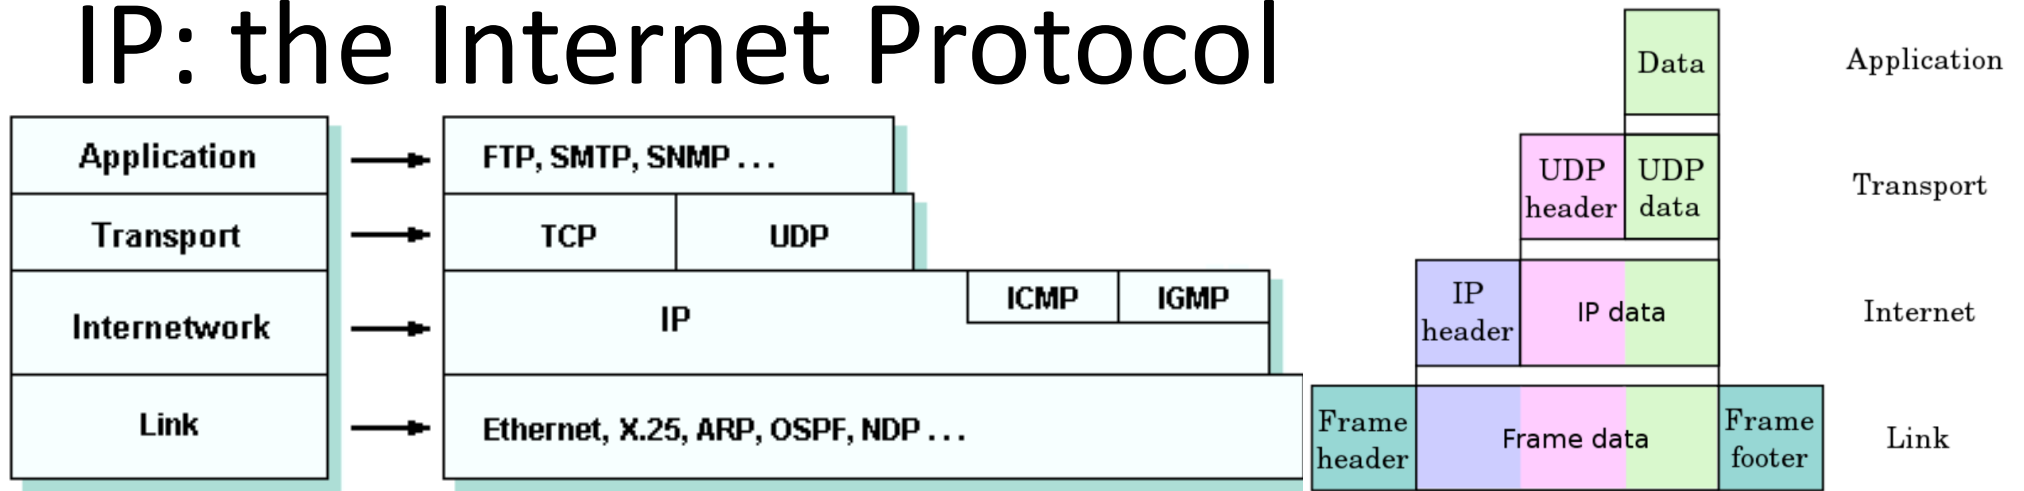 IP: the Internet Protocol
Application
FTP, SMTP, SNMP . . .
Transport
TCP
UDP
Internetwork
IP
ICMP
IGMP
Link
Ethernet, X.25, ARP, OSPF, NDP . . .
Data
Application
UDP
header
UDP
data
Transport
IP
header
IP data
Internet
Frame
header
Frame data
Frame
footer
Link